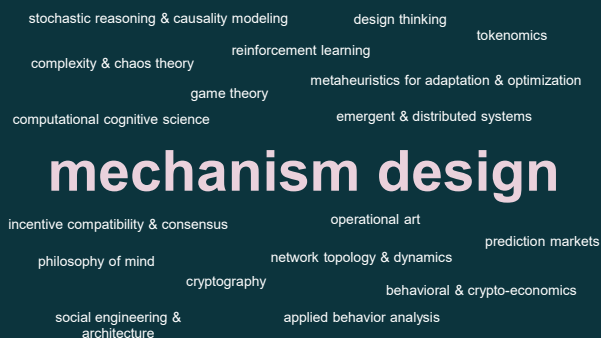 stochastic reasoning & causality modeling
design thinking
tokenomics
reinforcement learning
complexity & chaos theory
metaheuristics for adaptation & optimization
game theory
emergent & distributed systems
computational cognitive science
mechanism design
incentive compatibility & consensus
operational art
prediction markets
network topology & dynamics
philosophy of mind
cryptography
behavioral & crypto-economics
social engineering &
architecture
applied behavior analysis